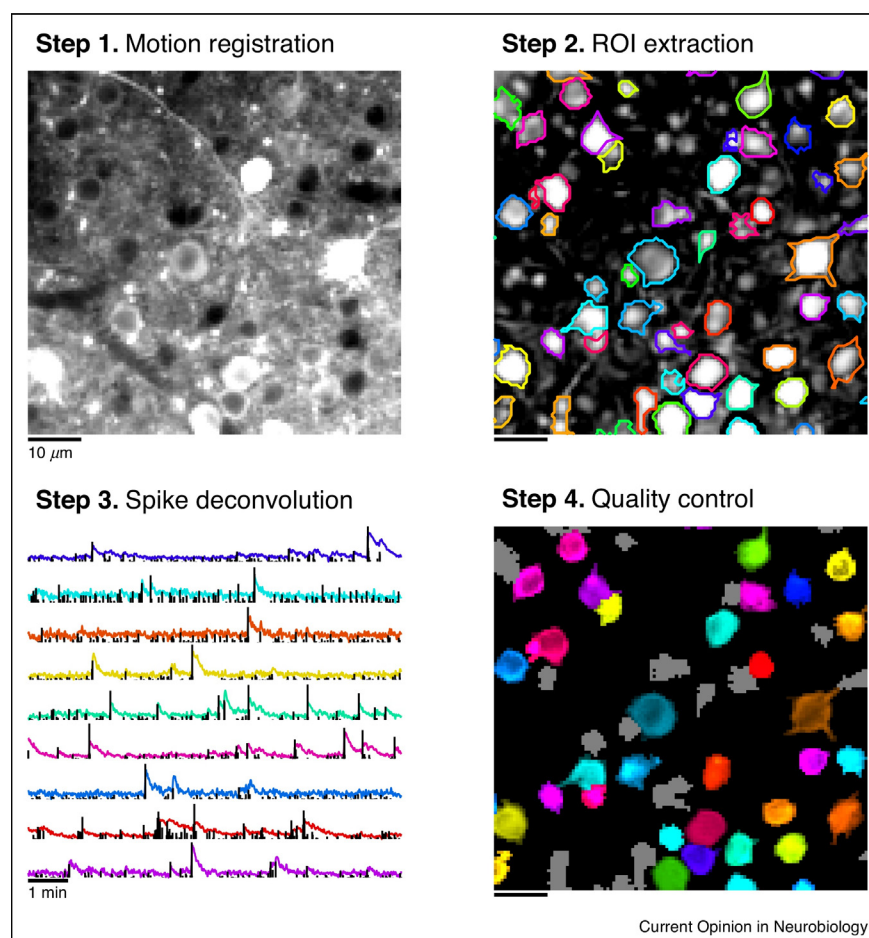 Step 1. Motion registration
Step 2. ROI extraction
10 μm
Step 3. Spike deconvolution
Step 4. Quality control
1 min
Current Opinion in Neurobiology